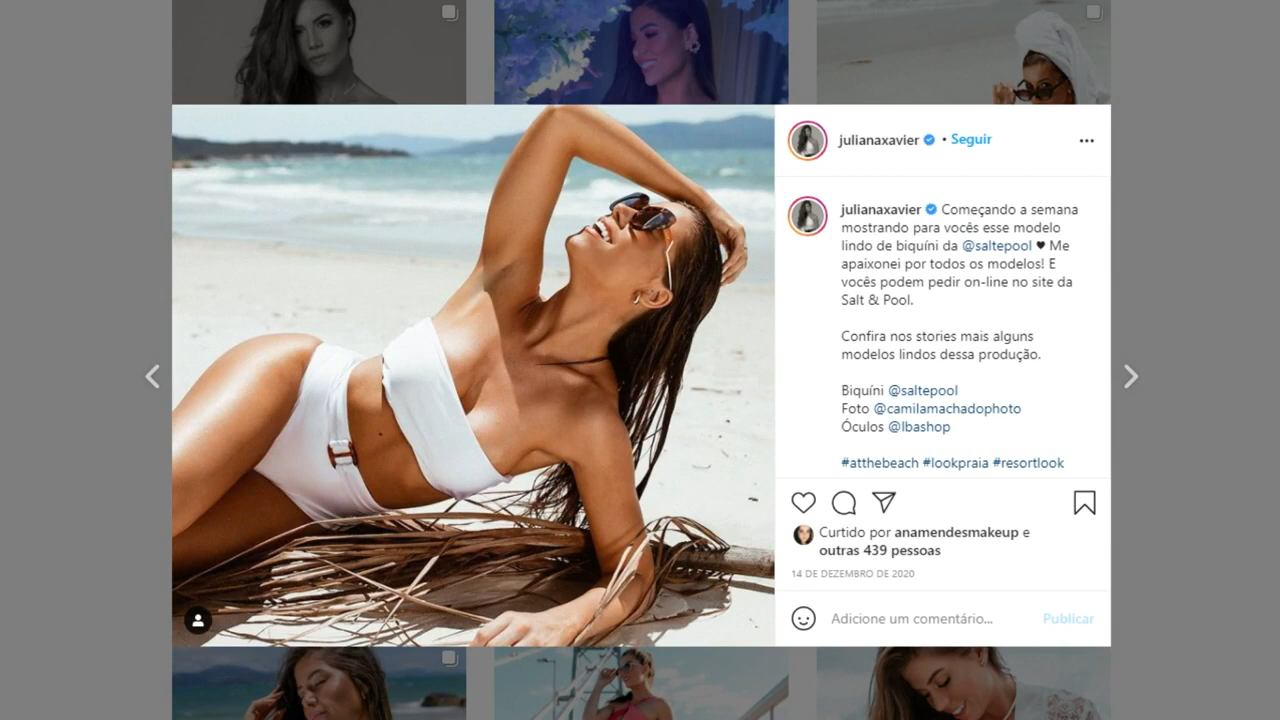 julianaxavier • Seguir
julianaxavier Começando a semana
mostrando para vocês esse modelo
lindo de biquíni da @saltepool ♥ Me
apaixonei por todos os modelos! E
vocês podem pedir on-line no site da
Salt & Pool.
Confira nos stories mais alguns
modelos lindos dessa produção.
Biquíni @saltepool
Foto @camilamachadophoto
Óculos @lbashop
#atthebeach #lookpraia #resortlook
Curtido por anamendesmakeup e
outras 439 pessoas
14 DE DEZEMBRO DE 2020
Adicione um comentário... Publicar